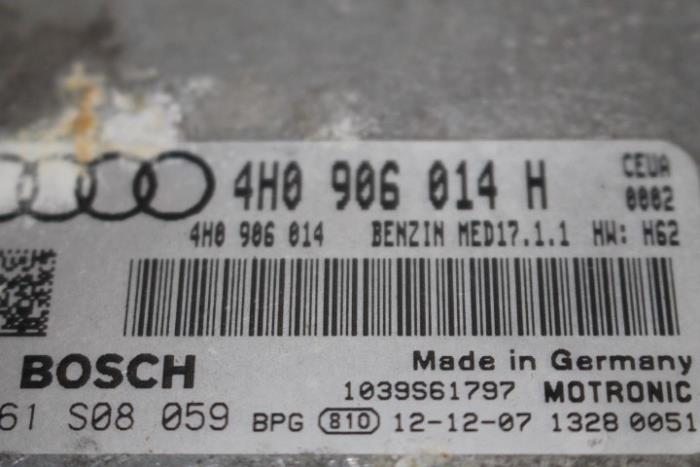 4H0 906 014 H CEUA
0002
4H0 906 014 BENZIN MED17.1.1 HW: H62
BOSCH Made in Germany
1039S61797 MOTRONIC
61 S08 059 BPG 810 12-12-07 1328 0051